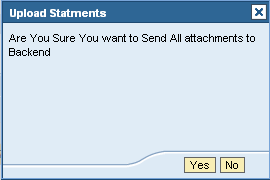 Upload Statments
Are You Sure You want to Send All attachments to
Backend
Yes No